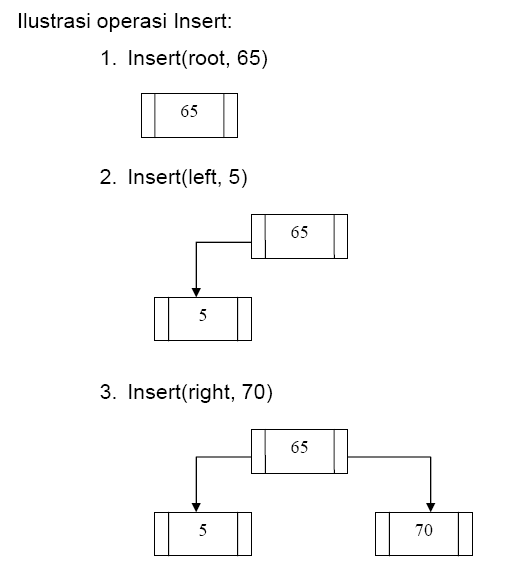 Ilustrasi operasi Insert:
1. Insert(root, 65)
65
2. Insert(left, 5)
65
5
3. Insert(right, 70)
65
5
70